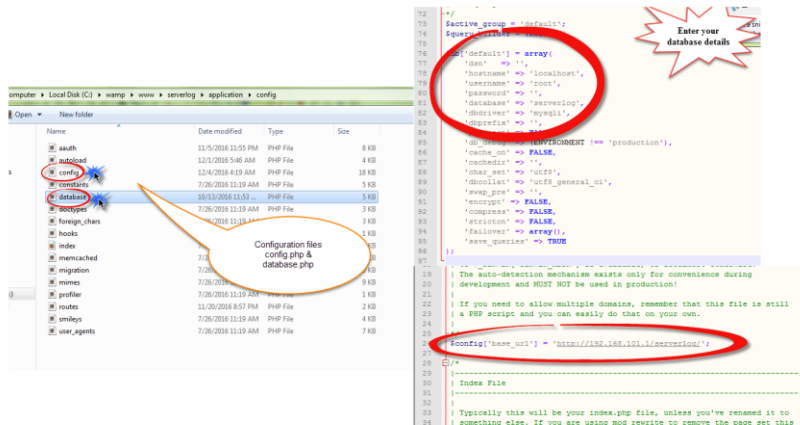 omputer ▸ Local Disk (C:) ▸ wamp ▸ www ▸ serverlog ▸ application ▸ config
Open ▾ New folder
Name Date modified Type Size
aauth 11/5/2016 11:55 PM PHP File 8 KB
autoload 12/1/2016 5:46 AM PHP File 4 KB
config 12/4/2016 4:19 AM PHP File 18 KB
constants 7/26/2016 11:19 AM PHP File 5 KB
database 10/13/2016 11:53 ... PHP File 5 KB
doctypes 7/26/2016 11:19 AM PHP File 3 KB
foreign_chars 7/26/2016 11:19 AM PHP File 3 KB
hooks 1 KB
index
memcached
migration
mimes 9 KB
profiler 7/26/2016 11:19 AM PHP File 1 KB
routes 11/20/2016 8:57 PM PHP File 2 KB
smileys 7/26/2016 11:19 AM PHP File 4 KB
user_agents 7/26/2016 11:19 AM PHP File 7 KB
Configuration files
config.php &
database.php
72 */
73 $active_group = 'default';
74
75
76 ['default'] = array(
77 'dsn' => '',
78 'hostname' => 'localhost',
79 'username' => 'root',
80 'password' => '',
81 'database' => 'serverlog',
82 'dbdriver' => 'mysqli',
83 'dbprefix' => '',
84
85 'db_debug' (ENVIRONMENT !== 'production'),
86 'cache_on' => FALSE,
87 'cachedir' => '',
88 'char_set' => 'utf8',
89 'dbcollat' => 'utf8_general_ci',
90 'swap_pre' => '',
91 'encrypt' => FALSE,
92 'compress' => FALSE,
93 'stricton' => FALSE,
94 'failover' => array(),
95 'save_queries' => TRUE
96 );
97
Enter your
database details
19 | The auto-detection mechanism exists only for convenience during
20 | development and MUST NOT be used in production!
21 |
22 | If you need to allow multiple domains, remember that this file is still
23 | a PHP script and you can easily do that on your own.
24 |
$config['base_url'] = 'http://192.168.101.1/serverlog/';
28 /*
29 |--------------------------------------------------------------------------
30 | Index File
31 |--------------------------------------------------------------------------
32 |
33 | Typically this will be your index.php file, unless you've renamed it to
34 | something else. If you are using mod_rewrite to remove the page set this